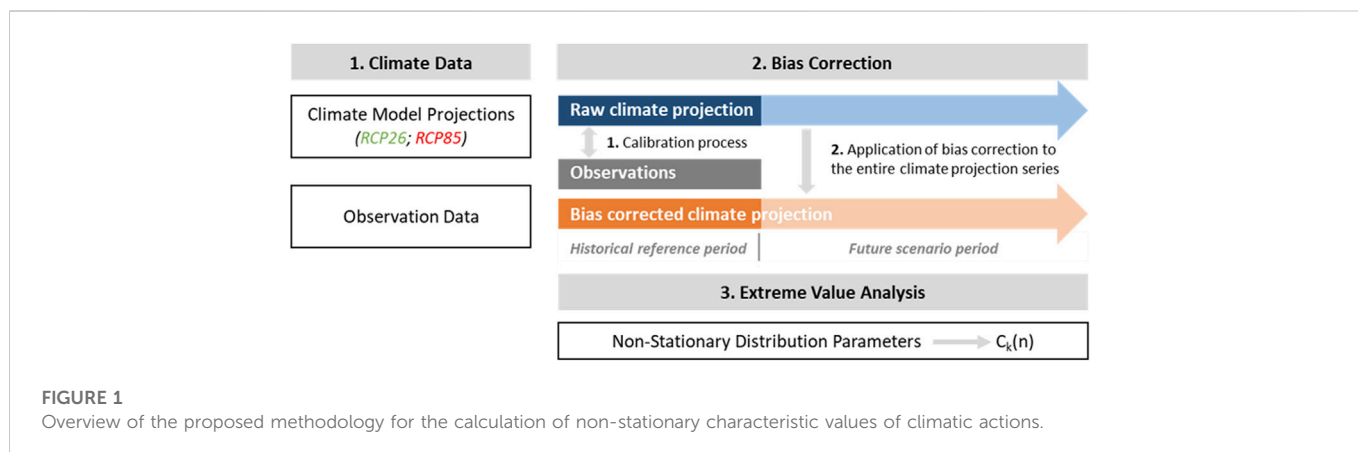 1. Climate Data
Climate Model Projections
(RCP26; RCP85)
Observation Data
2. Bias Correction
Raw climate projection
1. Calibration process
2. Application of bias correction to
the entire climate projection series
Observations
Bias corrected climate projection
Historical reference period
Future scenario period
3. Extreme Value Analysis
Non-Stationary Distribution Parameters
Cₖ(n)
FIGURE 1
Overview of the proposed methodology for the calculation of non-stationary characteristic values of climatic actions.